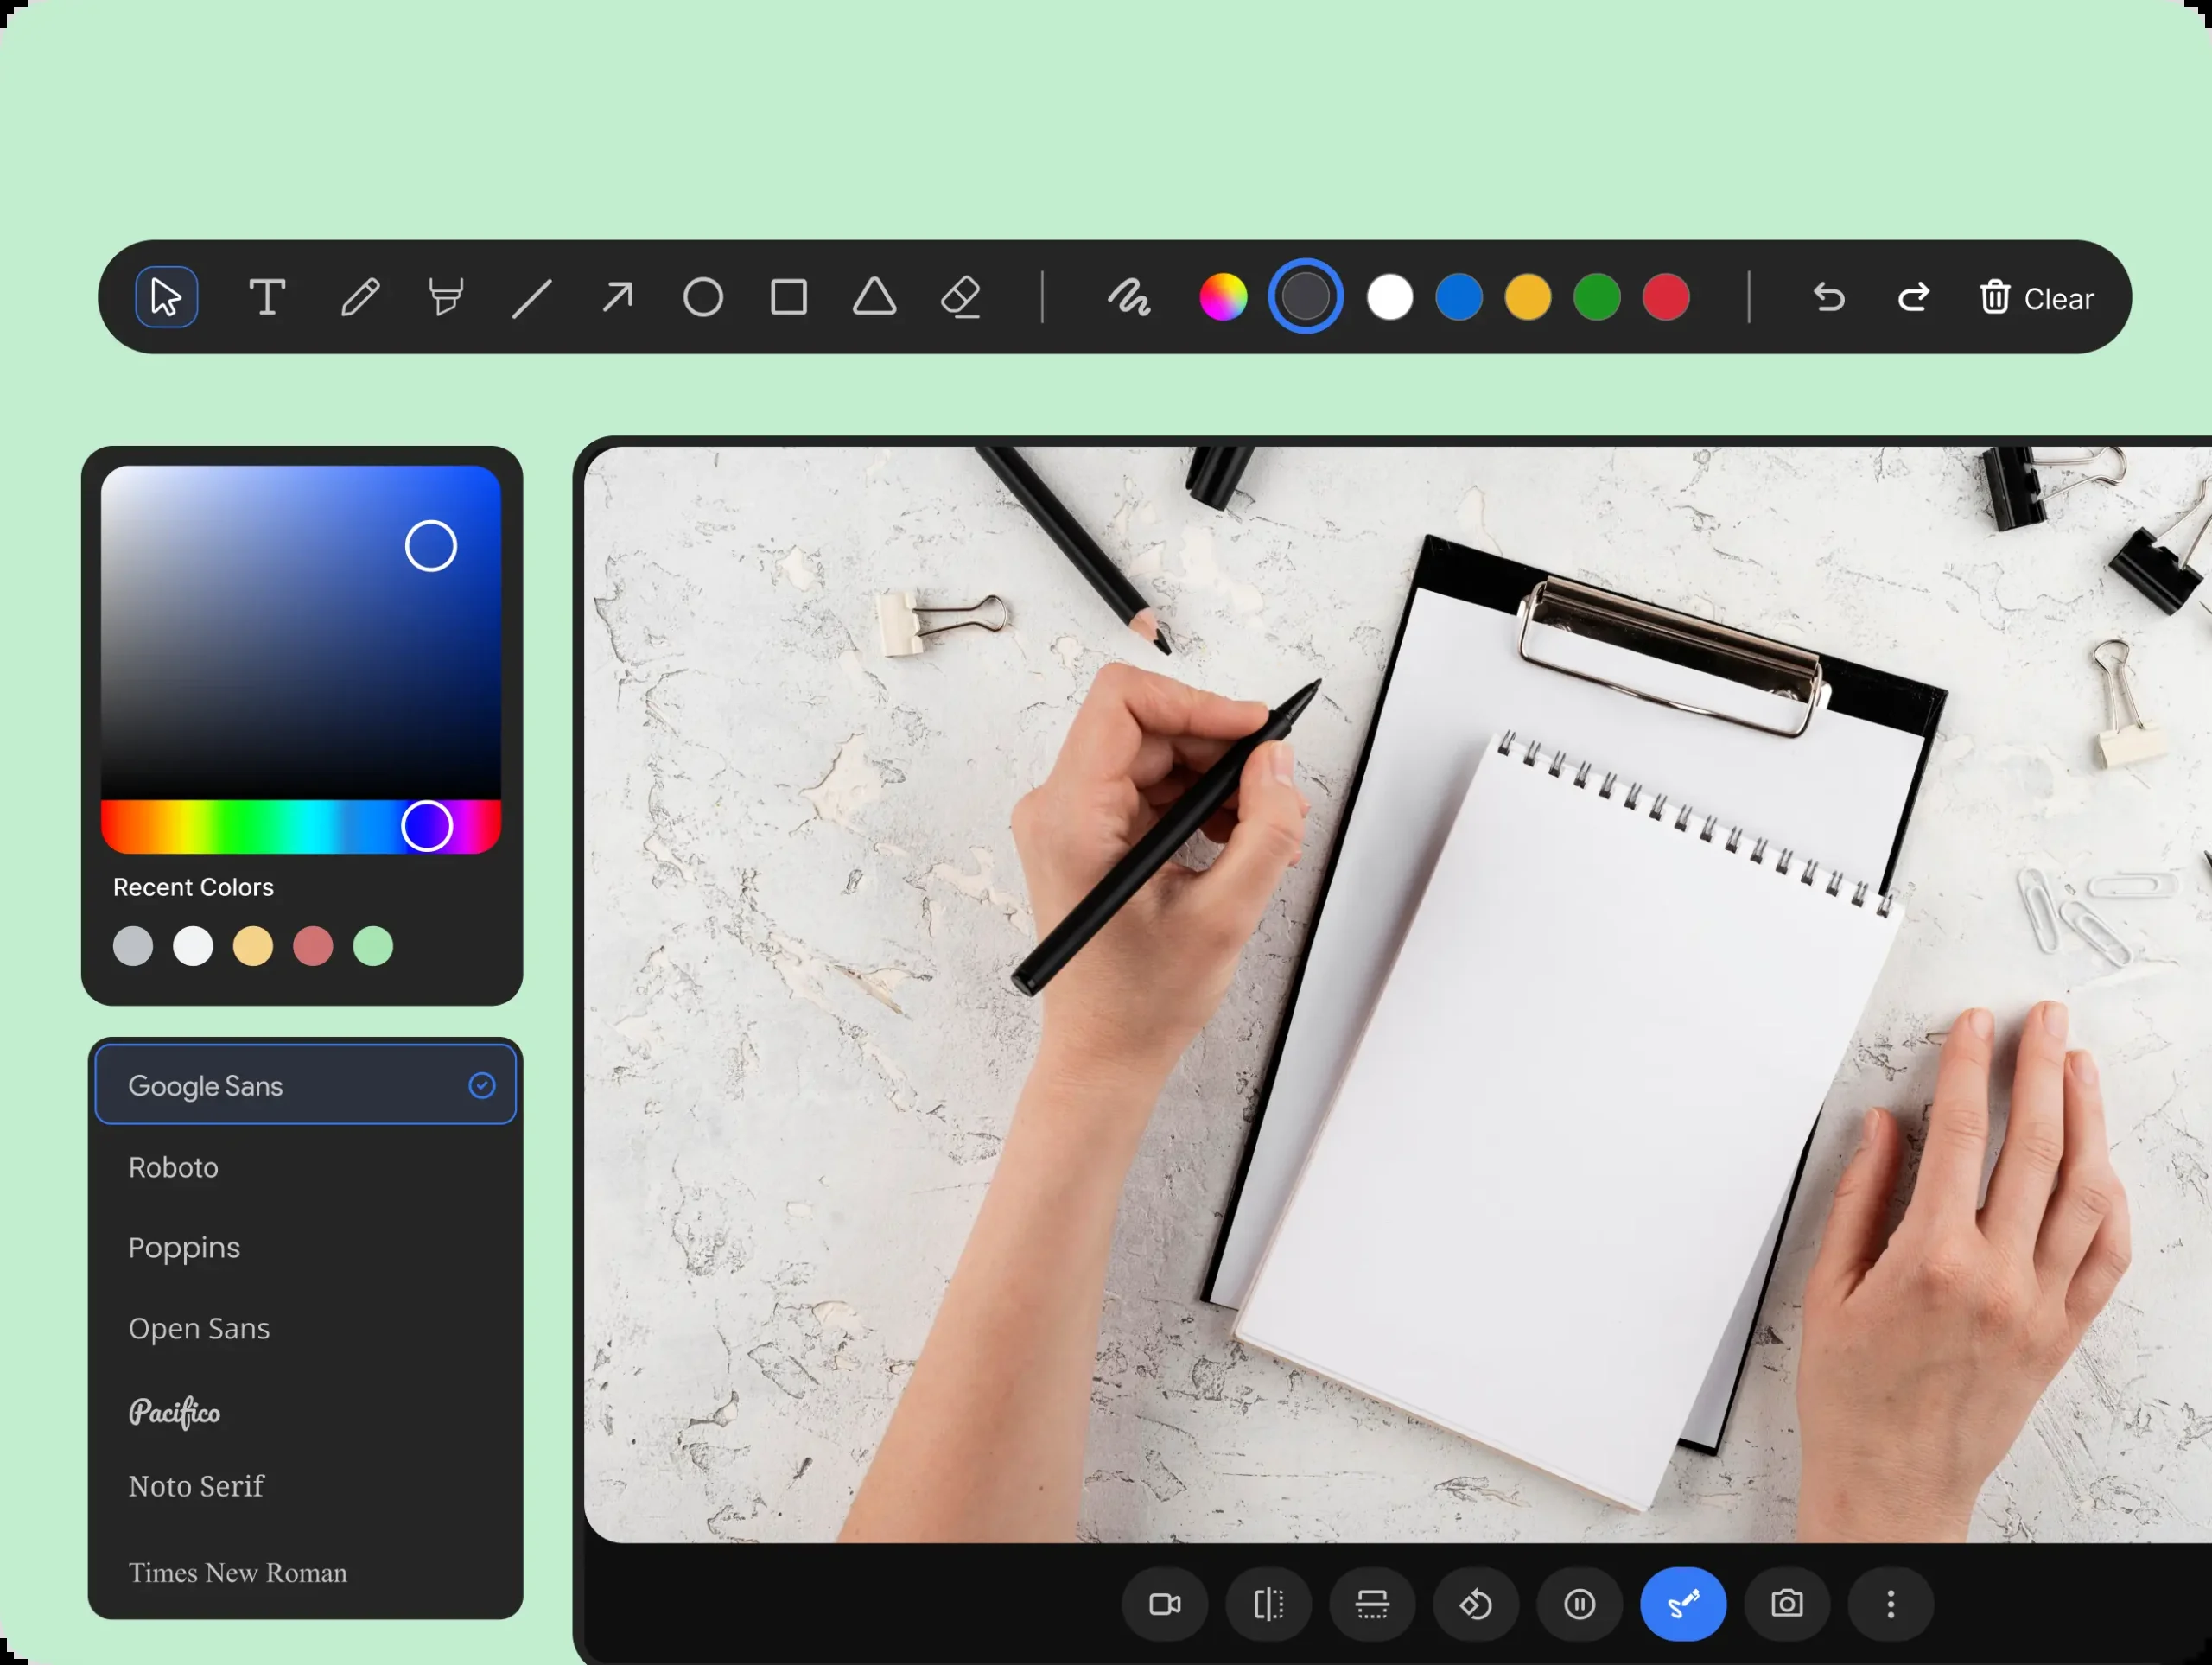 Clear
Recent Colors
Google Sans
Roboto
Poppins
Open Sans
Pacifico
Noto Serif
Times New Roman